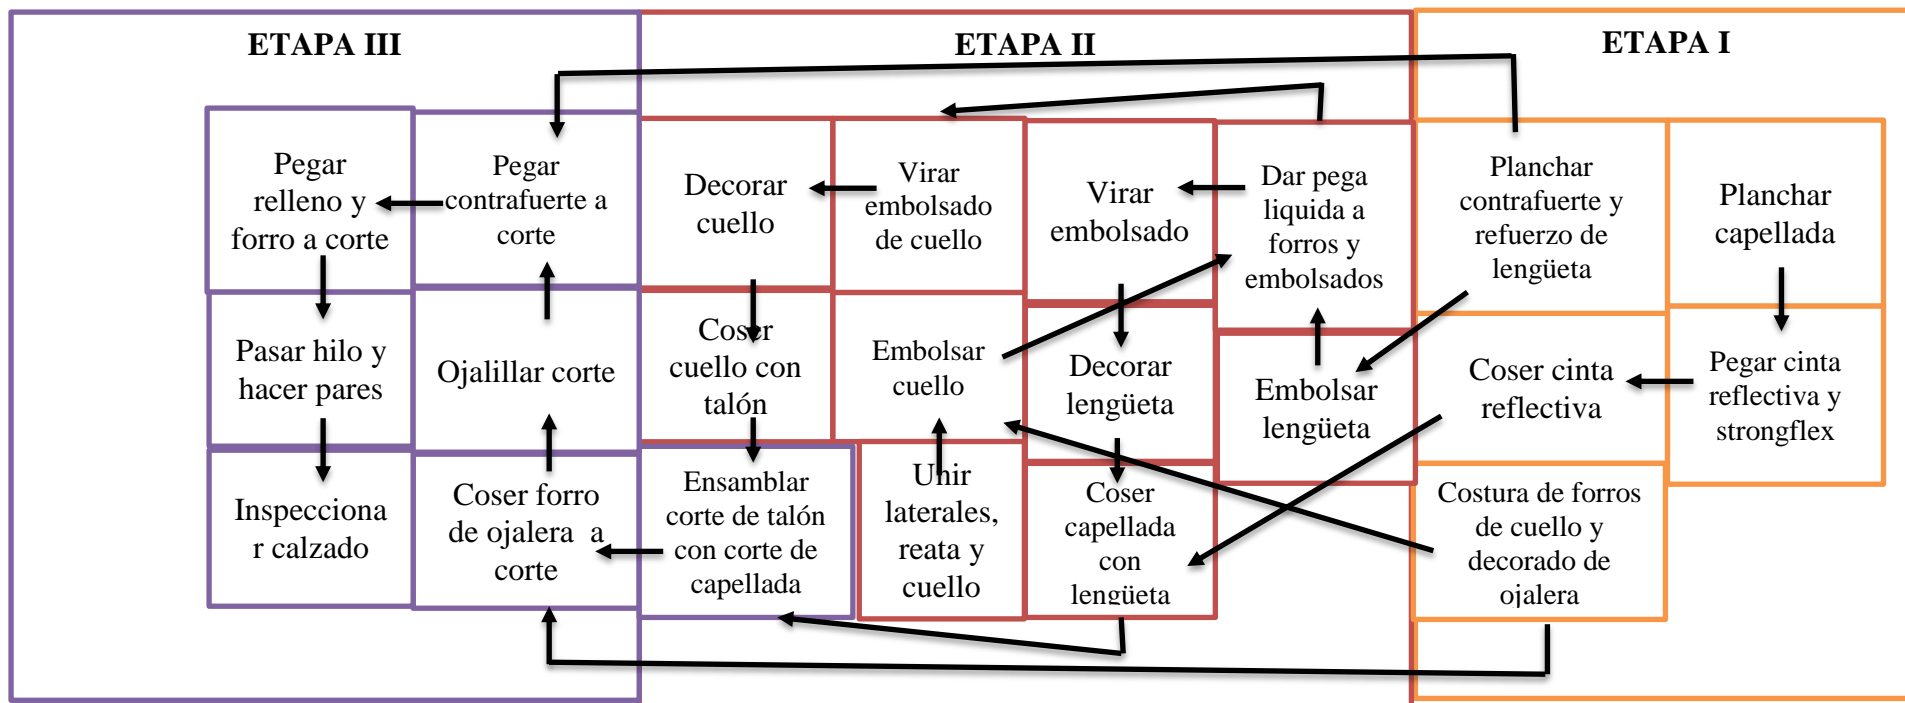 ETAPA III
ETAPA II
ETAPA I
Pegar
relleno y
forro a corte
Pegar
contrafuerte a
corte
Decorar
cuello
Virar
embolsado
de cuello
Virar
embolsado
Dar pega
liquida a
forros y
embolsados
Planchar
contrafuerte y
refuerzo de
lengüeta
Planchar
capellada
Pasar hilo y
hacer pares
Ojalillar corte
Coser
cuello con
talón
Embolsar
cuello
Decorar
lengüeta
Embolsar
lengüeta
Coser cinta
reflectiva
Pegar cinta
reflectiva y
strongflex
Inspecciona
r calzado
Coser forro
de ojalera a
corte
Ensamblar
corte de talón
con corte de
capellada
Unir
laterales,
reata y
cuello
Coser
capellada
con
lengüeta
Costura de forros
de cuello y
decorado de
ojalera